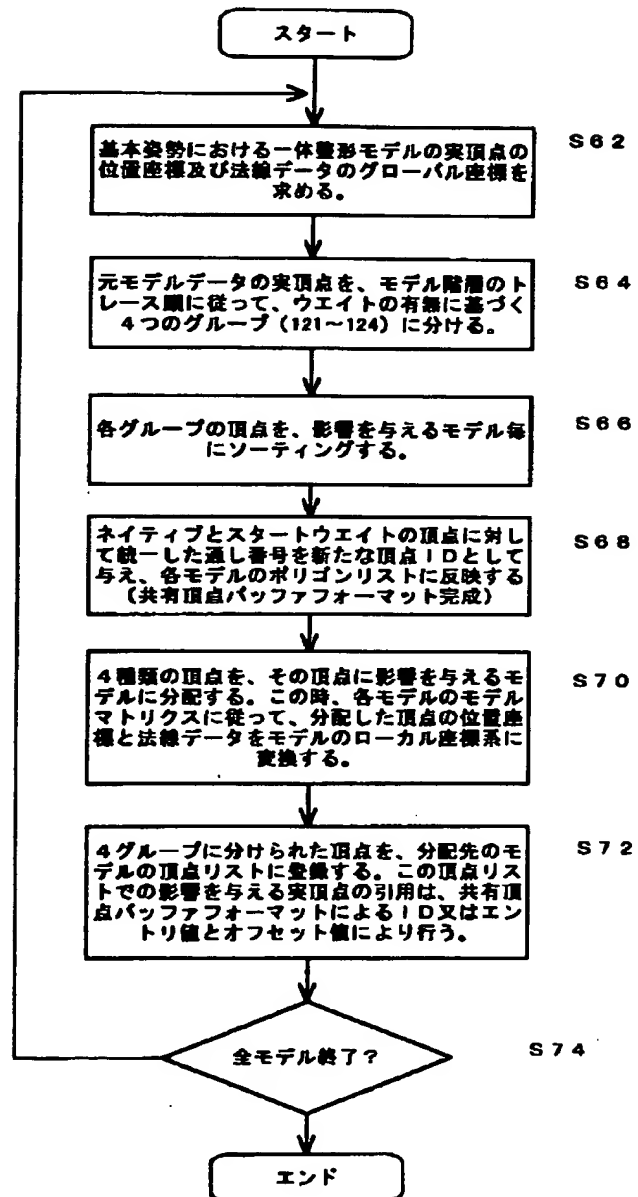 スタート
基本姿勢における一体整形モデルの実頂点の
位置座標及び法線データのグローバル座標を
求める。
S62
元モデルデータの実頂点を、モデル階層のト
レース順に従って、ウエイトの有無に基づく
4つのグループ(121~124)に分ける。
S64
各グループの頂点を、影響を与えるモデル毎
にソーティングする。
S66
ネイティブとスタートウエイトの頂点に対し
て統一した通し番号を新たな頂点IDとして
与え、各モデルのポリゴンリストに反映する
(共有頂点バッファフォーマット完成)
S68
4種類の頂点を、その頂点に影響を与えるモ
デルに分配する。この時、各モデルのモデル
マトリクスに従って、分配した頂点の位置座
標と法線データをモデルのローカル座標系に
変換する。
S70
4グループに分けられた頂点を、分配先のモ
デルの頂点リストに登録する。この頂点リス
トでの影響を与える実頂点の引用は、共有頂
点バッファフォーマットによるID又はエン
トリ値とオフセット値により行う。
S72
全モデル終了?
S74
エンド